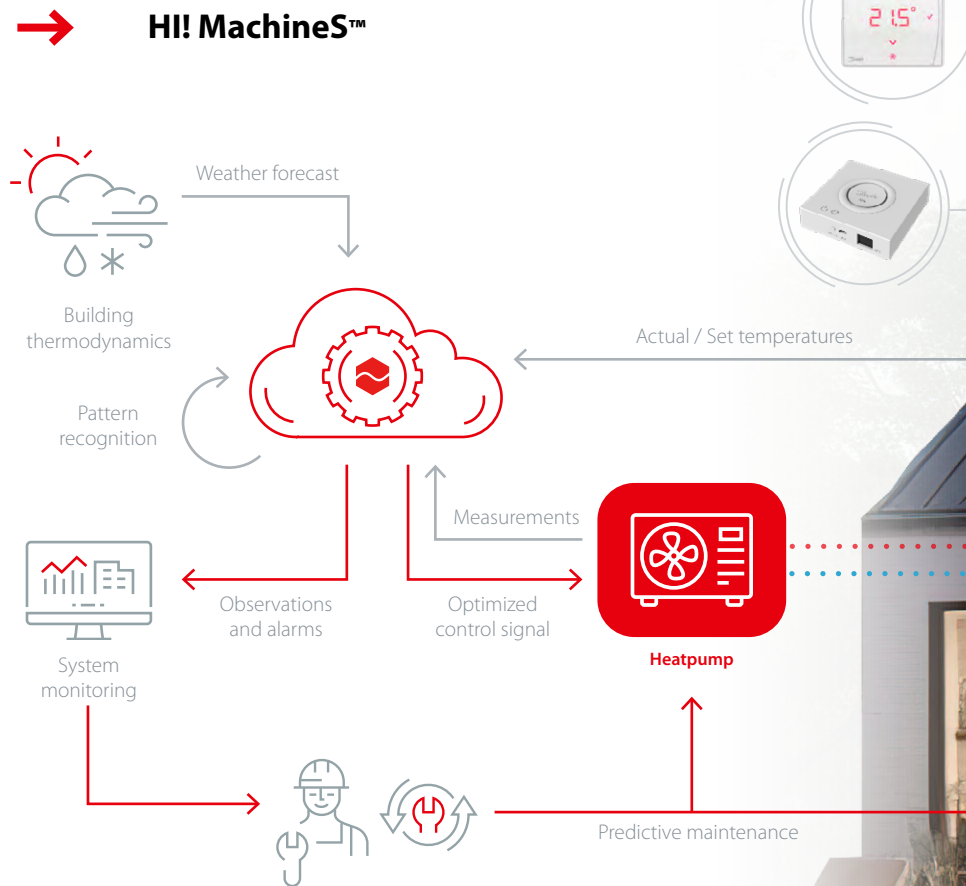 HI! MachineS™
21.5°
Weather forecast
Building
thermodynamics
Actual / Set temperatures
Pattern
recognition
Measurements
Observations
and alarms
Optimized
control signal
System
monitoring
Heatpump
Predictive maintenance